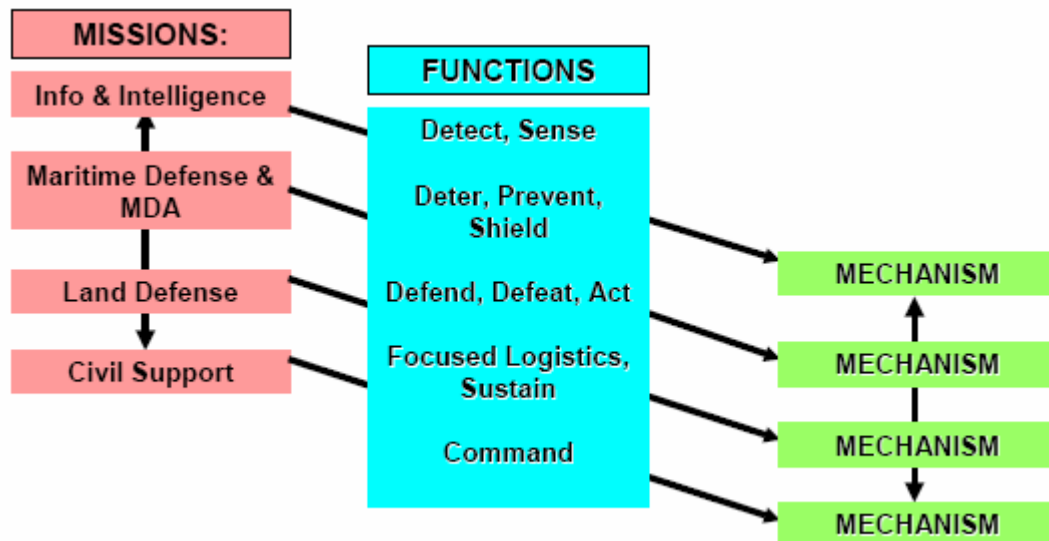 MISSIONS:
Info & Intelligence
Maritime Defense &
MDA
Land Defense
Civil Support
FUNCTIONS
Detect, Sense
Deter, Prevent,
Shield
Defend, Defeat, Act
Focused Logistics,
Sustain
Command
MECHANISM
MECHANISM
MECHANISM
MECHANISM